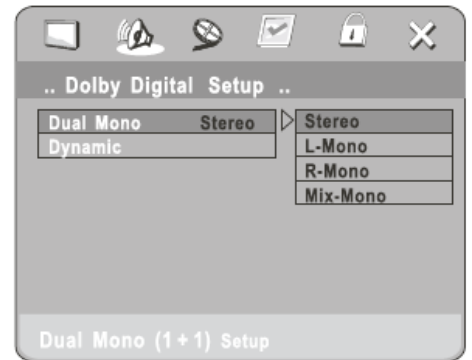 .. Dolby Digital Setup ..
Dual Mono Stereo
Dynamic
Stereo
L-Mono
R-Mono
Mix-Mono
Dual Mono (1+1) Setup